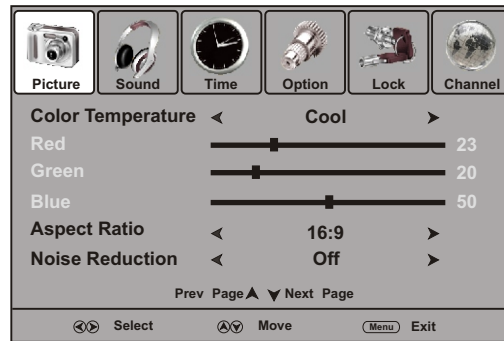 Picture Sound Time Option Lock Channel
Color Temperature Cool
Red 23
Green 20
Blue 50
Aspect Ratio 16:9
Noise Reduction Off
Prev Page Next Page
Select Move Menu Exit